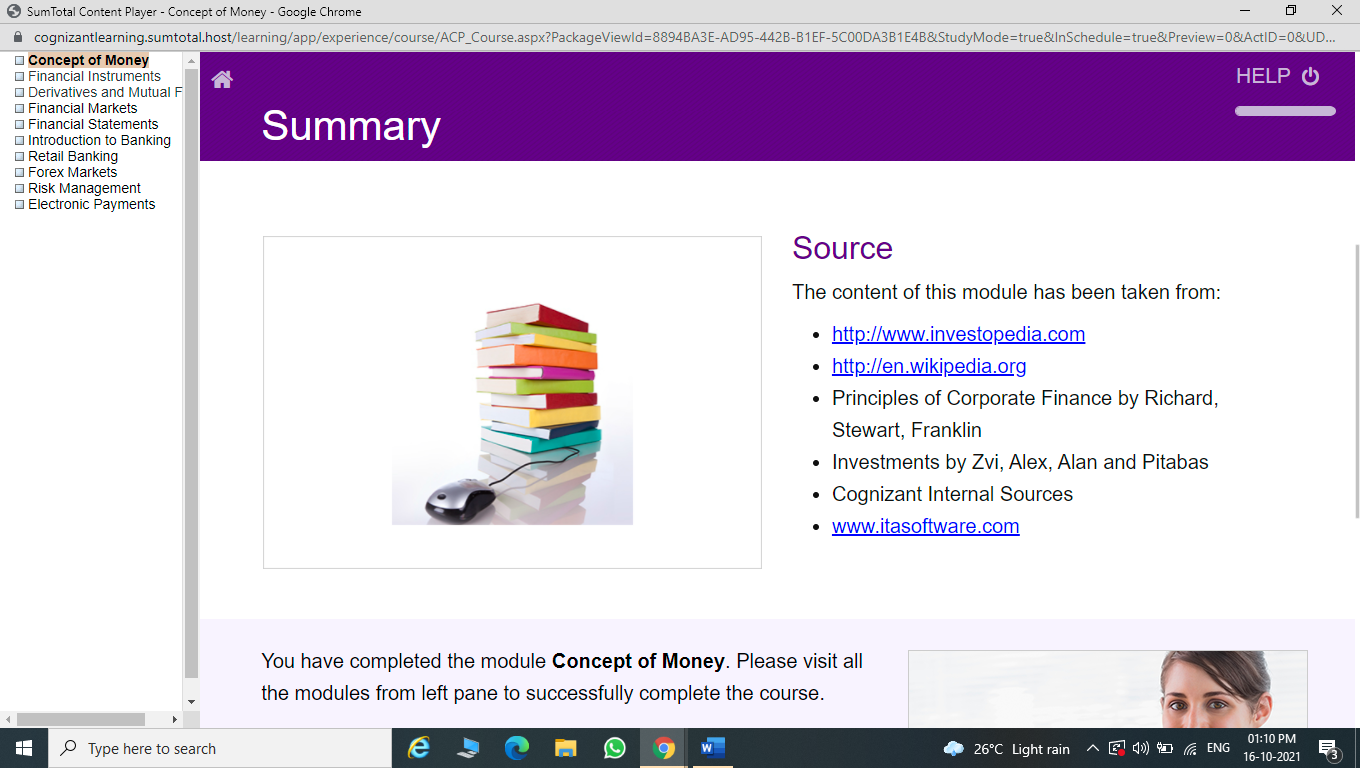 SumTotal Content Player - Concept of Money - Google Chrome
cognizantlearning.sumtotal.host/learning/app/experience/course/ACP_Course.aspx?PackageViewId=8894BA3E-AD95-442B-B1EF-5C00DA3B1E4B&StudyMode=true&InSchedule=true&Preview=0&ActID=0&UD...
Concept of Money
Financial Instruments
Derivatives and Mutual F
Financial Markets
Financial Statements
Introduction to Banking
Retail Banking
Forex Markets
Risk Management
Electronic Payments
HELP
Summary
Source
The content of this module has been taken from:
• http://www.investopedia.com
• http://en.wikipedia.org
• Principles of Corporate Finance by Richard,
Stewart, Franklin
• Investments by Zvi, Alex, Alan and Pitabas
• Cognizant Internal Sources
• www.itasoftware.com
You have completed the module Concept of Money. Please visit all
the modules from left pane to successfully complete the course.
Type here to search
26°C Light rain
ENG
01:10 PM
16-10-2021
3